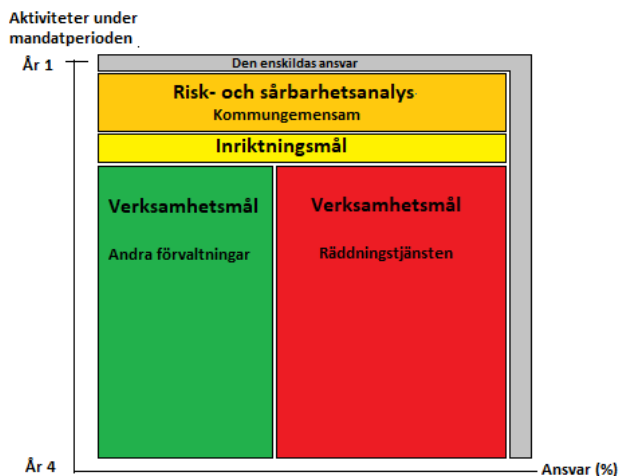 Aktiviteter under
mandatperioden
År 1
Den enskildas ansvar
Risk- och sårbarhetsanalys
Kommungemensam
Inriktningsmål
Verksamhetsmål
Andra förvaltningar
Verksamhetsmål
Räddningstjänsten
År 4
Ansvar (%)